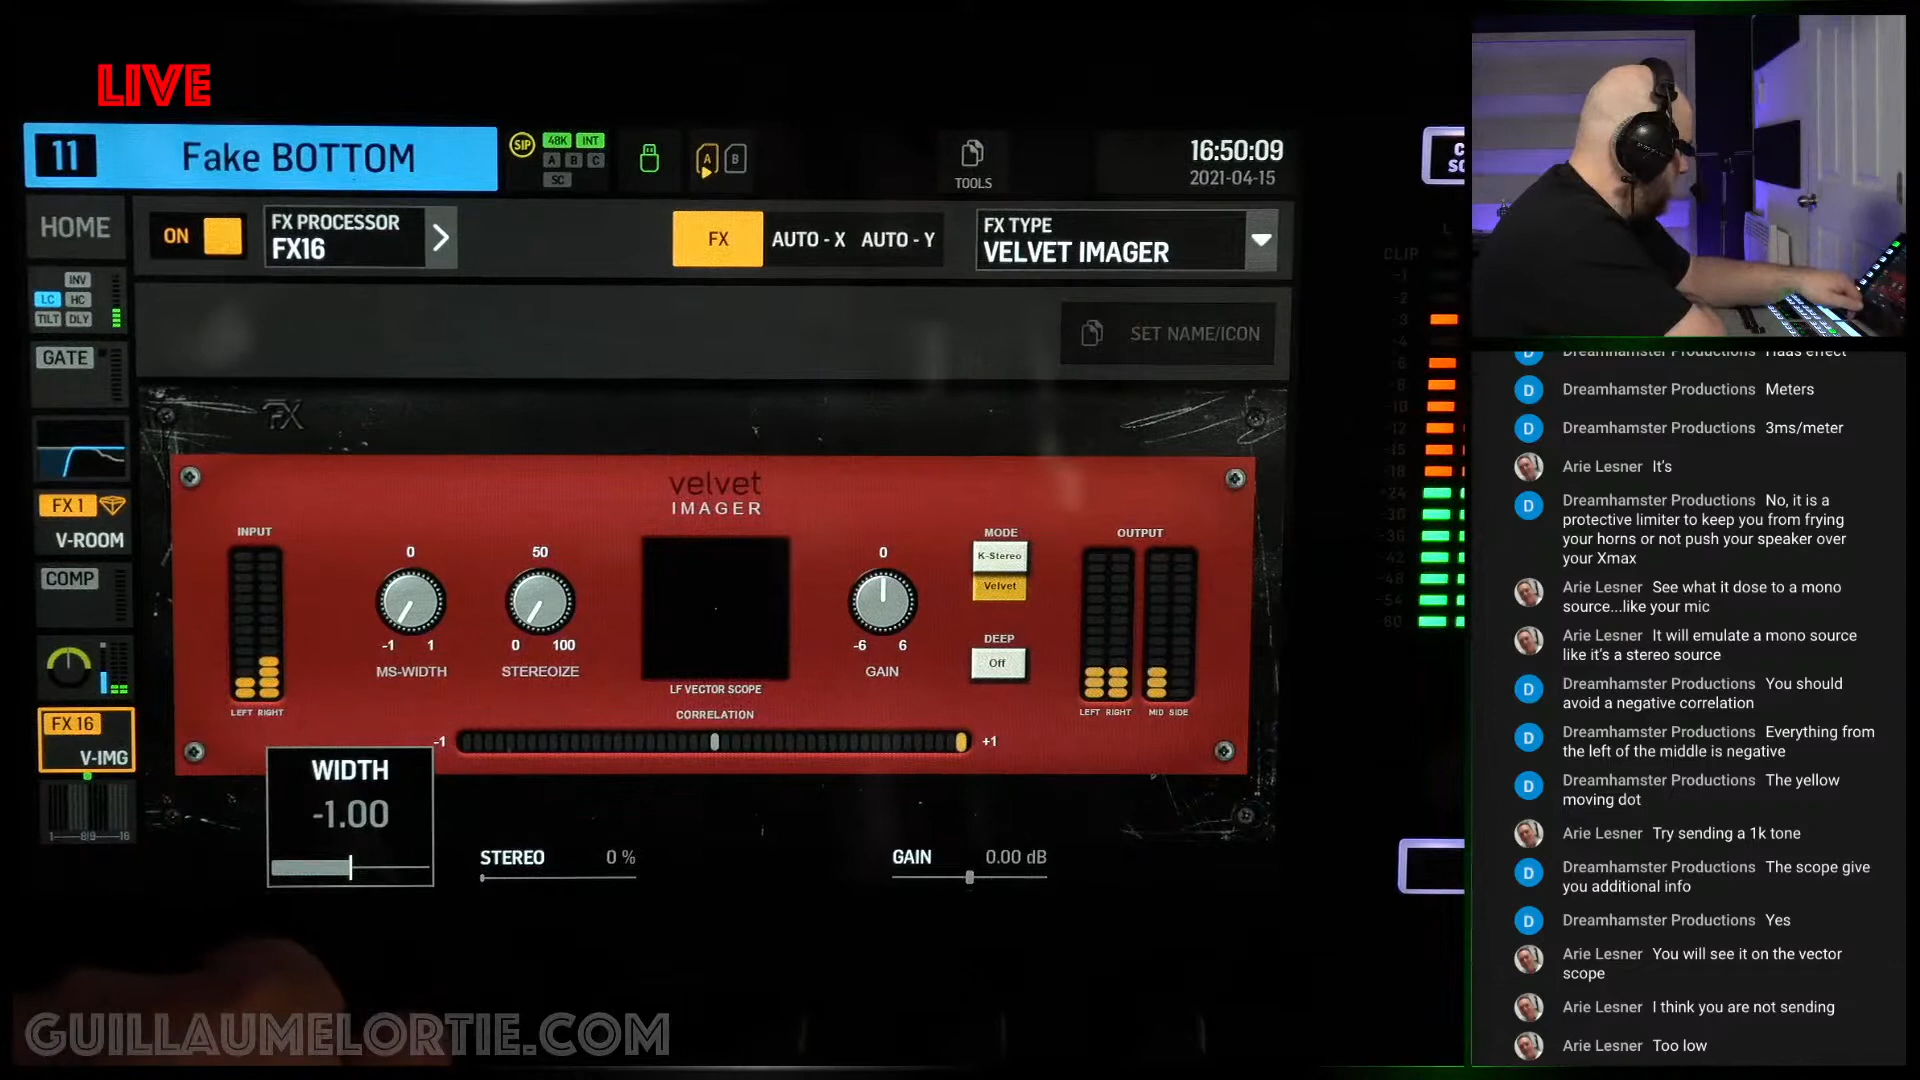 LIVE
11
Fake BOTTOM
SIP
48K INT
A B C
SC
A B
TOOLS
16:50:09
2021-04-15
HOME
ON
FX PROCESSOR
FX16
FX
AUTO - X
AUTO - Y
FX TYPE
VELVET IMAGER
INV
LC HC
TILT DLY
SET NAME/ICON
GATE
FX
FX 1
V-ROOM
COMP
FX 16
V-IMG
velvet
IMAGER
INPUT
0
-1 1
MS-WIDTH
50
0 100
STEREOIZE
LF VECTOR SCOPE
0
-6 6
GAIN
MODE
K-Stereo
Velvet
DEEP
Off
OUTPUT
LEFT RIGHT
LEFT RIGHT
MID SIDE
CORRELATION
-1
+1
WIDTH
-1.00
STEREO 0 %
GAIN 0.00 dB
L
CLIP
GUILLAUMELORTIE.COM
Dreamhamster Productions Haas effect
D Dreamhamster Productions Meters
D Dreamhamster Productions 3ms/meter
Arie Lesner It's
D Dreamhamster Productions No, it is a
protective limiter to keep you from frying
your horns or not push your speaker over
your Xmax
Arie Lesner See what it dose to a mono
source...like your mic
Arie Lesner It will emulate a mono source
like it's a stereo source
D Dreamhamster Productions You should
avoid a negative correlation
D Dreamhamster Productions Everything from
the left of the middle is negative
D Dreamhamster Productions The yellow
moving dot
Arie Lesner Try sending a 1k tone
D Dreamhamster Productions The scope give
you additional info
D Dreamhamster Productions Yes
Arie Lesner You will see it on the vector
scope
Arie Lesner I think you are not sending
Arie Lesner Too low